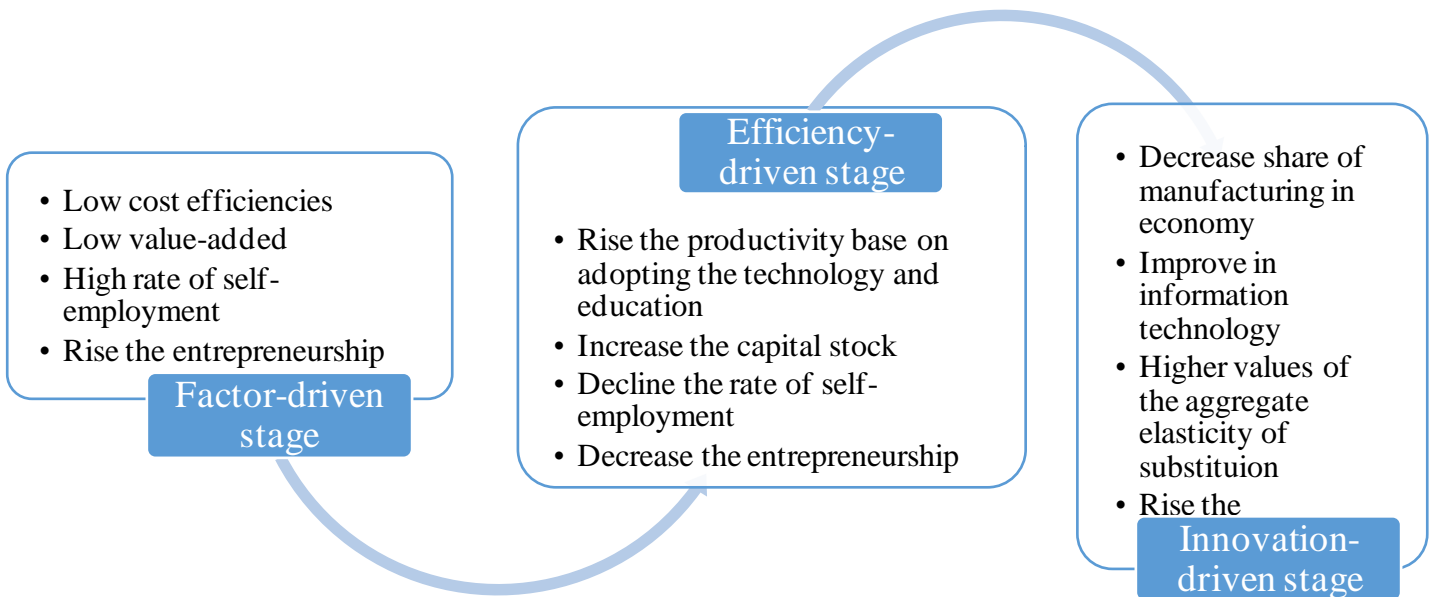 • Low cost efficiencies
• Low value-added
• High rate of self-
employment
• Rise the entrepreneurship
Factor-driven
stage
Efficiency-
driven stage
• Rise the productivity base on
adopting the technology and
education
• Increase the capital stock
• Decline the rate of self-
employment
• Decrease the entrepreneurship
• Decrease share of
manufacturing in
economy
• Improve in
information
technology
• Higher values of
the aggregate
elasticity of
substituion
• Rise the
Innovation-
driven stage